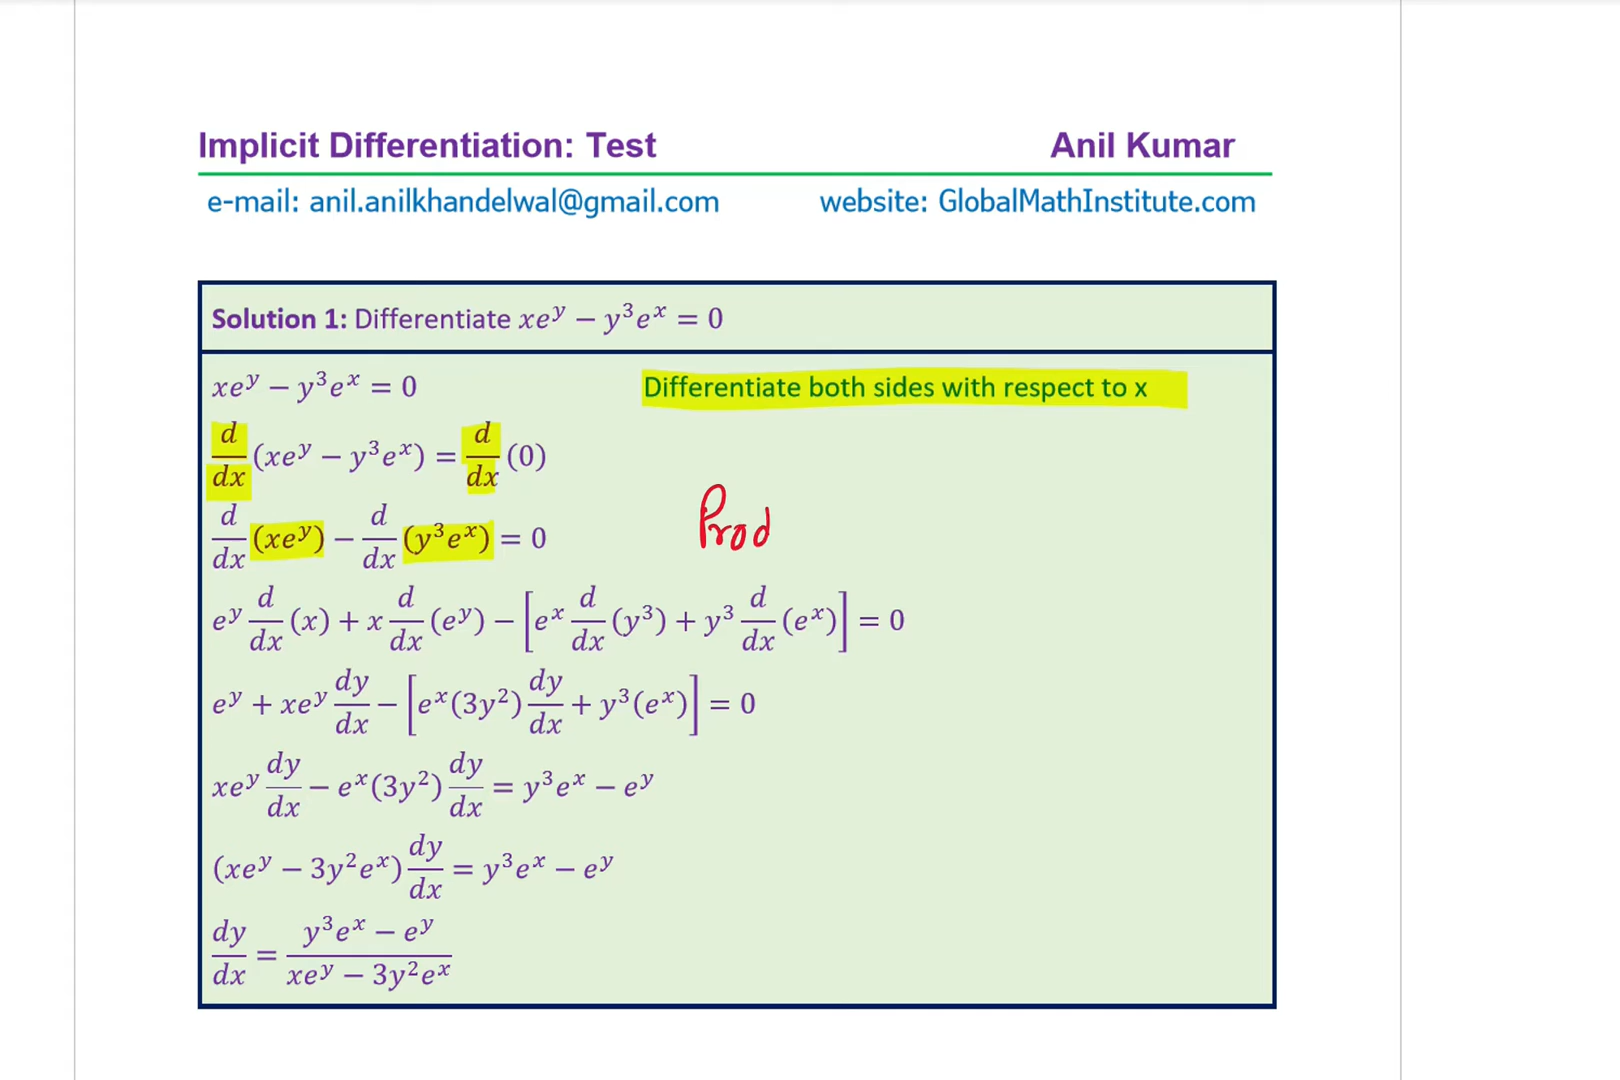 Implicit Differentiation: Test Anil Kumar
e-mail: anil.anilkhandelwal@gmail.com website: GlobalMathInstitute.com
Solution 1: Differentiate xe^y − y^3e^x = 0
xe^y − y^3e^x = 0 Differentiate both sides with respect to x
d/dx (xe^y − y^3e^x) = d/dx (0)
Prod
d/dx (xe^y) − d/dx (y^3e^x) = 0
e^y d/dx (x) + x d/dx (e^y) − [e^x d/dx (y^3) + y^3 d/dx (e^x)] = 0
e^y + xe^y dy/dx − [e^x(3y^2) dy/dx + y^3(e^x)] = 0
xe^y dy/dx − e^x(3y^2) dy/dx = y^3e^x − e^y
(xe^y − 3y^2e^x) dy/dx = y^3e^x − e^y
dy/dx = (y^3e^x − e^y)/(xe^y − 3y^2e^x)